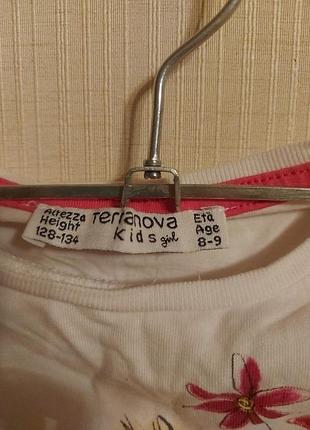 Altezza
Height
128-134
Terranova
Kids girl
Età
Age
8-9